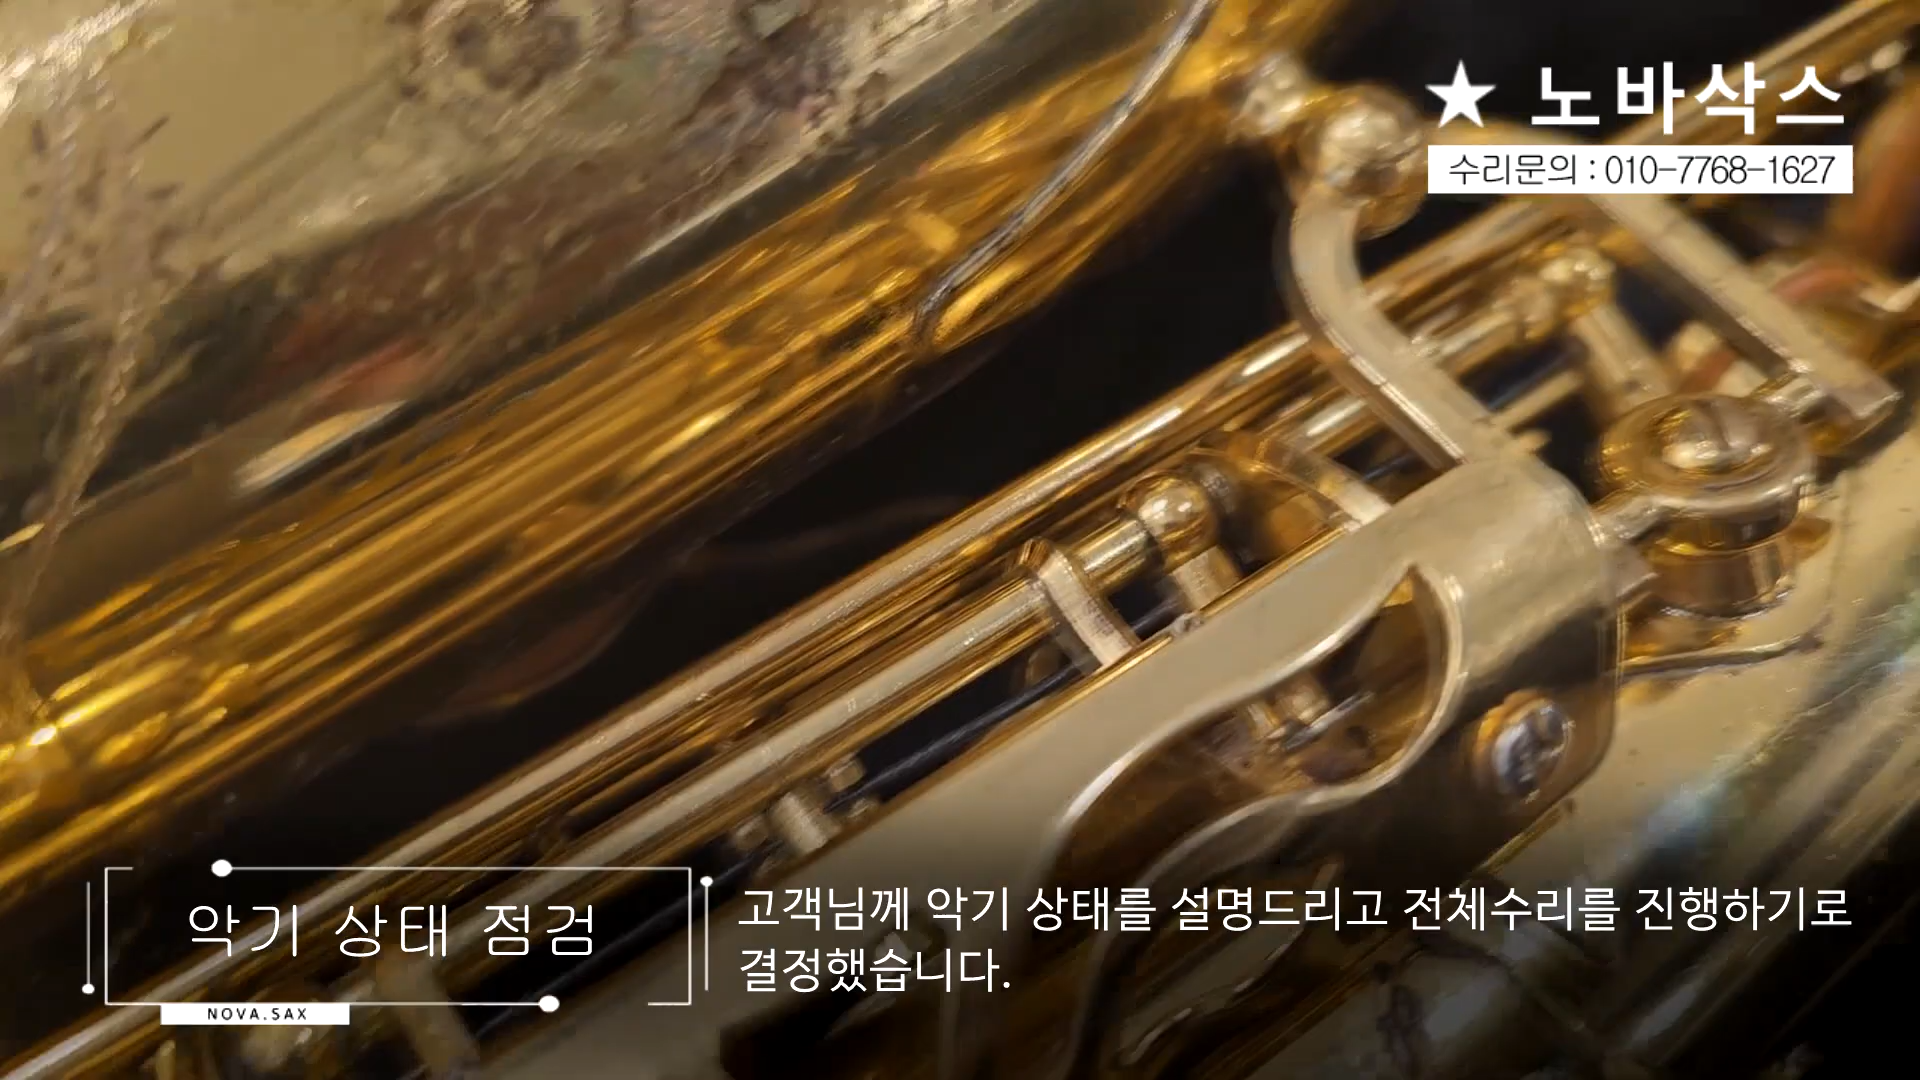 ★ 노바삭스
수리문의 : 010-7768-1627
악기 상태 점검
NOVA.SAX
고객님께 악기 상태를 설명드리고 전체수리를 진행하기로
결정했습니다.